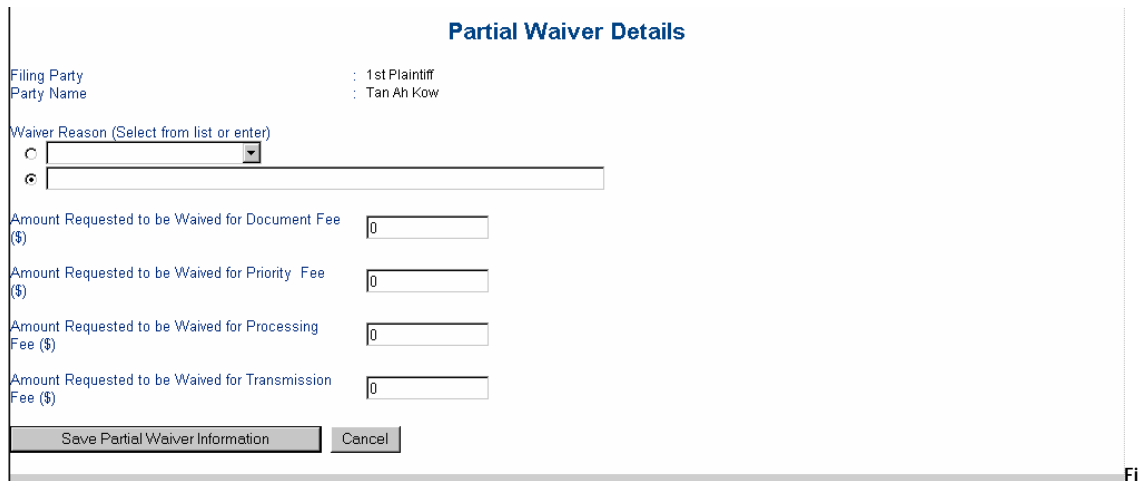 Partial Waiver Details
Filing Party : 1st Plaintiff
Party Name : Tan Ah Kow
Waiver Reason (Select from list or enter)
Amount Requested to be Waived for Document Fee
($)
0
Amount Requested to be Waived for Priority Fee
($)
0
Amount Requested to be Waived for Processing
Fee ($)
0
Amount Requested to be Waived for Transmission
Fee ($)
0
Save Partial Waiver Information Cancel
Fi